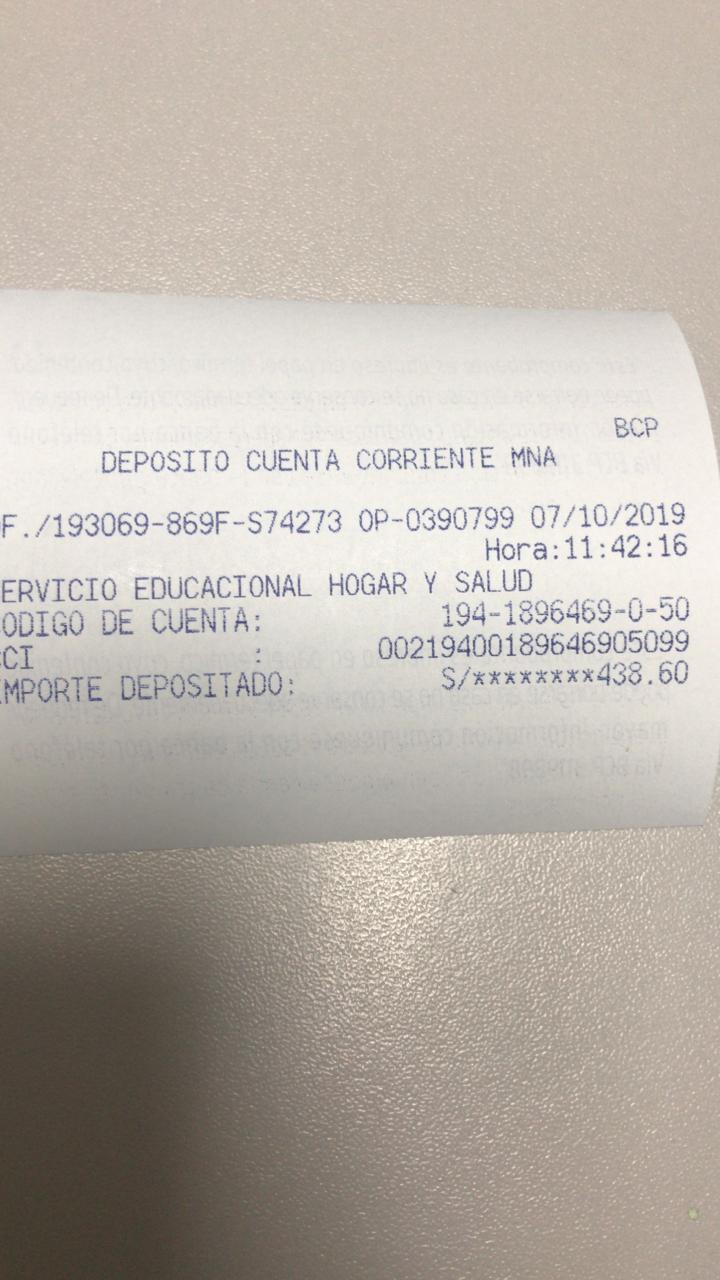 BCP
DEPOSITO CUENTA CORRIENTE MNA
F./193069-869F-S74273 OP-0390799 07/10/2019
Hora:11:42:16
ERVICIO EDUCACIONAL HOGAR Y SALUD
ODIGO DE CUENTA: 194-1896469-0-50
CI : 00219400189646905099
MPORTE DEPOSITADO: S/********438.60